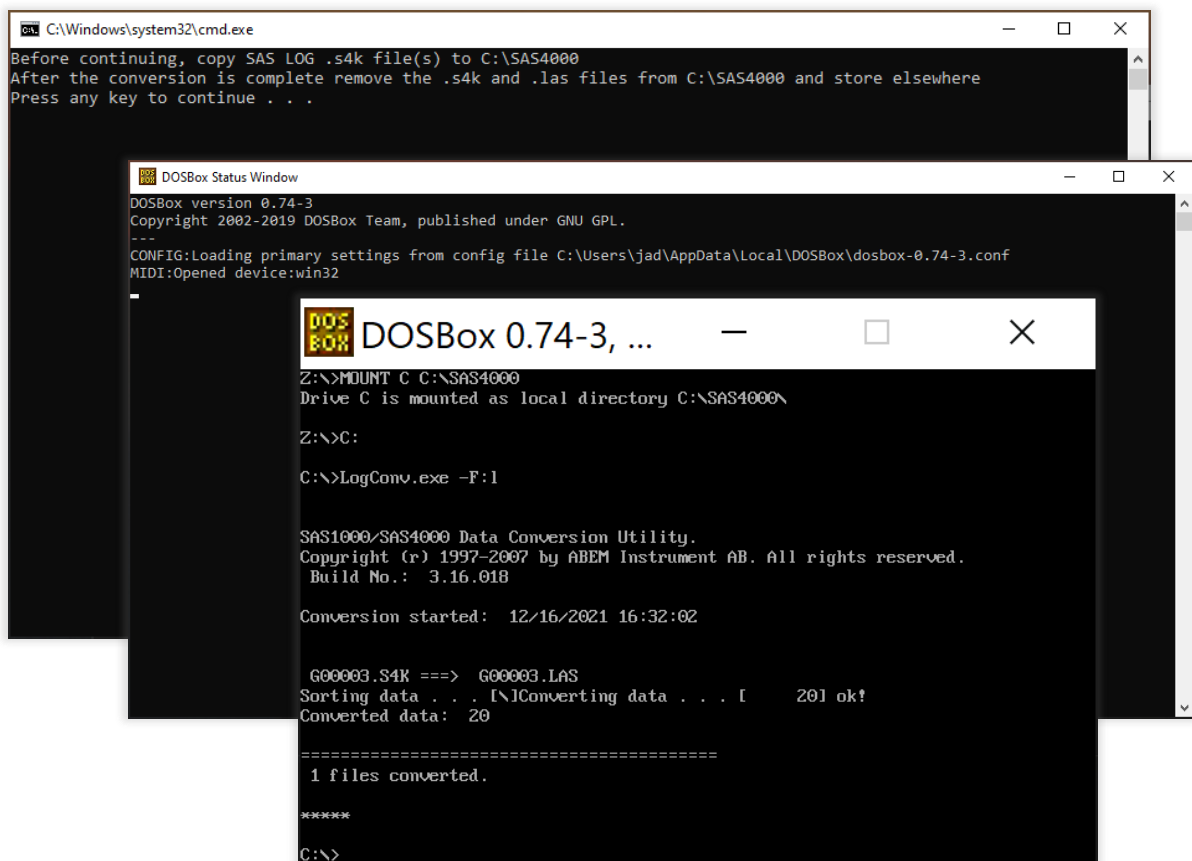 C:\Windows\system32\cmd.exe
Before continuing, copy SAS LOG .s4k file(s) to C:\SAS4000
After the conversion is complete remove the .s4k and .las files from C:\SAS4000 and store elsewhere
Press any key to continue . . .
DOSBox Status Window
DOSBox version 0.74-3
Copyright 2002-2019 DOSBox Team, published under GNU GPL.
---
CONFIG:Loading primary settings from config file C:\Users\jad\AppData\Local\DOSBox\dosbox-0.74-3.conf
MIDI:Opened device:win32
DOS
BOX
DOSBox 0.74-3, ...
Z:\>MOUNT C C:\SAS4000
Drive C is mounted as local directory C:\SAS4000\
Z:\>C:
C:\>LogConv.exe -F:l
SAS1000/SAS4000 Data Conversion Utility.
Copyright (r) 1997-2007 by ABEM Instrument AB. All rights reserved.
Build No.: 3.16.018
Conversion started: 12/16/2021 16:32:02
G00003.S4K ===> G00003.LAS
Sorting data . . . [\]Converting data . . . [     20] ok!
Converted data: 20
==========================================
1 files converted.
*****
C:\>